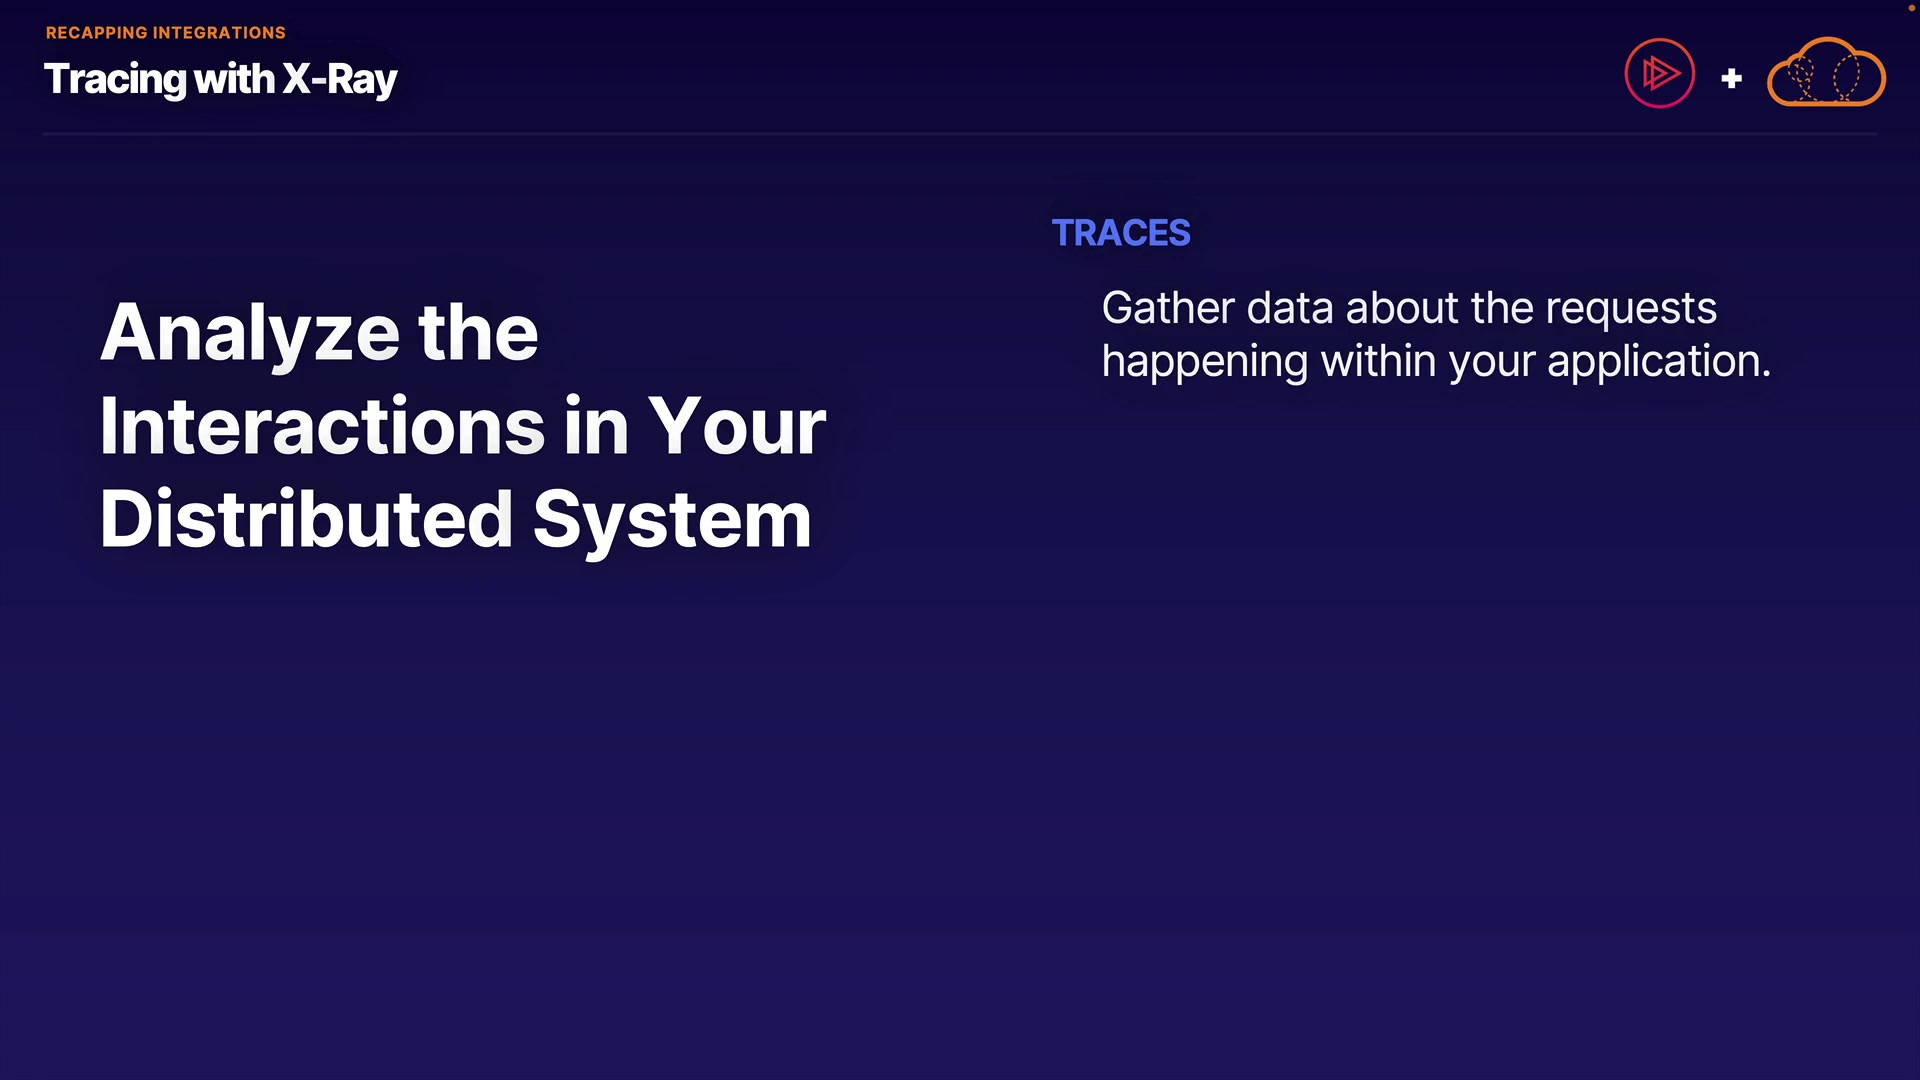 RECAPPING INTEGRATIONS
Tracing with X-Ray
+
Analyze the
Interactions in Your
Distributed System
TRACES
Gather data about the requests
happening within your application.